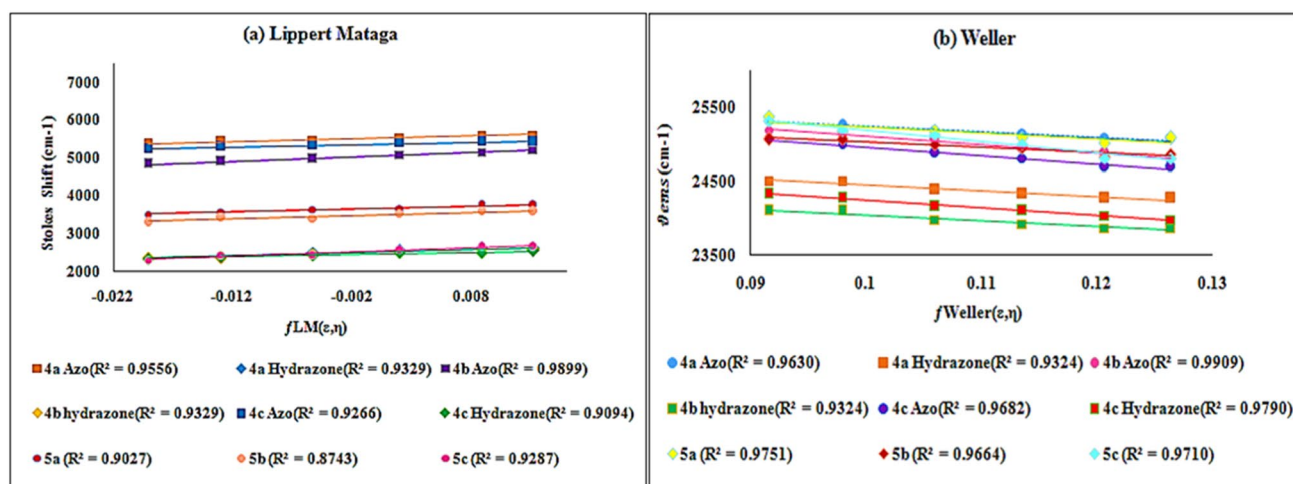 (a) Lippert Mataga
Stokes Shift (cm-1)
7000
6000
5000
4000
3000
2000
-0.022 -0.012 -0.002 0.008
fLM(ε,η)
4a Azo(R² = 0.9556) 4a Hydrazone(R² = 0.9329) 4b Azo(R² = 0.9899)
4b hydrazone(R² = 0.9329) 4c Azo(R² = 0.9266) 4c Hydrazone(R² = 0.9094)
5a (R² = 0.9027) 5b (R² = 0.8743) 5c (R² = 0.9287)
(b) Weller
ϑems (cm-1)
25500
24500
23500
0.09 0.1 0.11 0.12 0.13
fWeller(ε,η)
4a Azo(R² = 0.9630) 4a Hydrazone(R² = 0.9324) 4b Azo(R² = 0.9909)
4b hydrazone(R² = 0.9324) 4c Azo(R² = 0.9682) 4c Hydrazone(R² = 0.9790)
5a (R² = 0.9751) 5b (R² = 0.9664) 5c (R² = 0.9710)